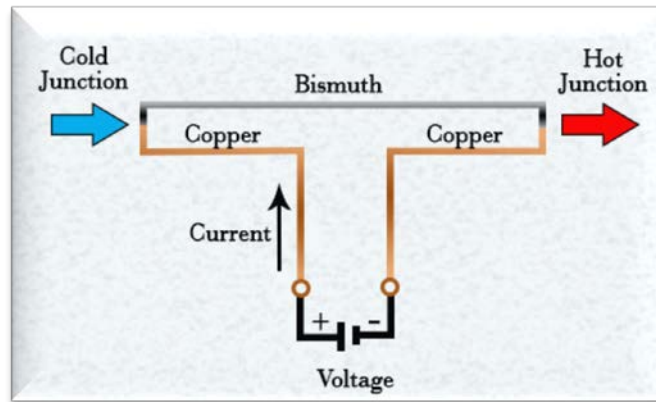 Cold
Junction
Hot
Junction
Bismuth
Copper
Copper
Current
+ -
Voltage